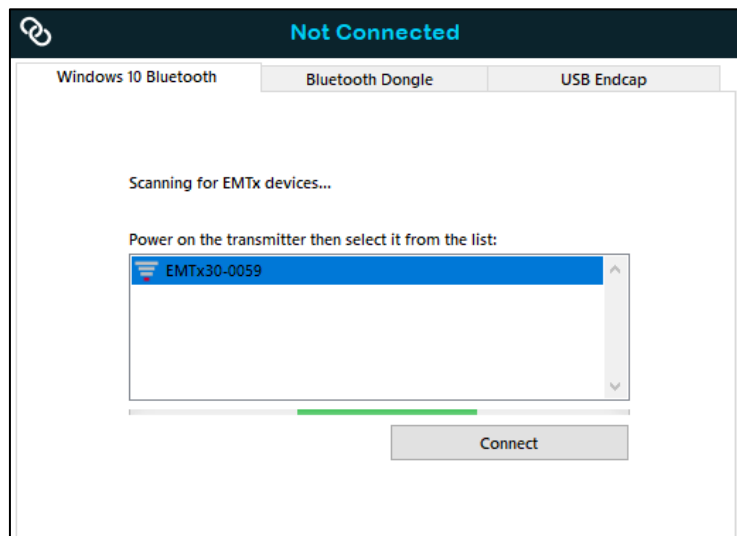 Not Connected
Windows 10 Bluetooth
Bluetooth Dongle
USB Endcap
Scanning for EMTx devices...
Power on the transmitter then select it from the list:
EMTx30-0059
Connect